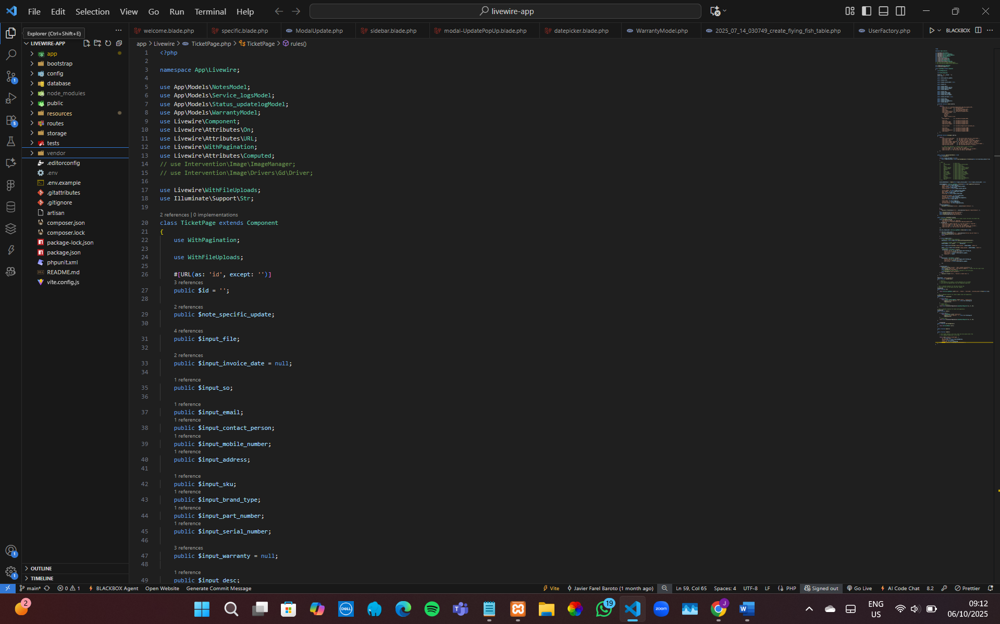 File Edit Selection View Go Run Terminal Help
livewire-app
Explorer (Ctrl+Shift+E)
welcome.blade.php specific.blade.php ModalUpdate.php sidebar.blade.php modal-UpdatePopUp.blade.php datepicker.blade.php WarrantyModel.php 2025_07_14_030749_create_flying_fish_table.php UserFactory.php BLACKBOX
LIVEWIRE-APP
app
bootstrap
config
database
node_modules
public
resources
routes
storage
tests
vendor
.editorconfig
.env
.env.example
.gitattributes
.gitignore
artisan
composer.json
composer.lock
package-lock.json
package.json
phpunit.xml
README.md
vite.config.js
OUTLINE
TIMELINE
app > Livewire > TicketPage.php > TicketPage > rules()
1 <?php
2
3 namespace App\Livewire;
4
5 use App\Models\NotesModel;
6 use App\Models\Service_logsModel;
7 use App\Models\Status_updatelogModel;
8 use App\Models\WarrantyModel;
9 use Livewire\Component;
10 use Livewire\Attributes\On;
11 use Livewire\Attributes\URL;
12 use Livewire\WithPagination;
13 use Livewire\Attributes\Computed;
14 // use Intervention\Image\ImageManager;
15 // use Intervention\Image\Drivers\Gd\Driver;
16
17 use Livewire\WithFileUploads;
18 use Illuminate\Support\Str;
19
2 references | 0 implementations
20 class TicketPage extends Component
21 {
22 use WithPagination;
23
24 use WithFileUploads;
25
26 #[URL(as: 'id', except: '')]
3 references
27 public $id = '';
28
2 references
29 public $note_specific_update;
30
4 references
31 public $input_file;
32
2 references
33 public $input_invoice_date = null;
34
1 reference
35 public $input_so;
36
1 reference
37 public $input_email;
1 reference
38 public $input_contact_person;
1 reference
39 public $input_mobile_number;
1 reference
40 public $input_address;
41
1 reference
42 public $input_sku;
1 reference
43 public $input_brand_type;
1 reference
44 public $input_part_number;
1 reference
45 public $input_serial_number;
46
3 references
47 public $input_warranty = null;
48
1 reference
49 public $input_desc;
main* 0 1 BLACKBOX Agent Open Website Generate Commit Message Vite Javier Farel Baroto (1 month ago) Ln 59, Col 65 Spaces: 4 UTF-8 LF PHP Signed out Go Live AI Code Chat 8.2 Prettier
2 DELL 19 zoom J W ENG US 09:12
06/10/2025